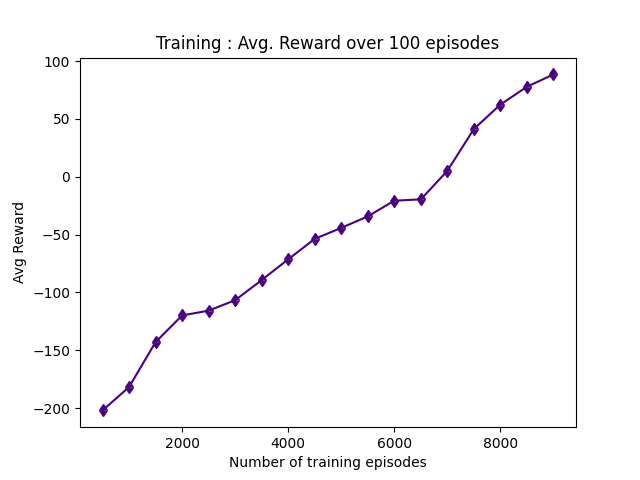 Training : Avg. Reward over 100 episodes
100
50
0
−50
−100
−150
−200
Avg Reward
2000 4000 6000 8000
Number of training episodes